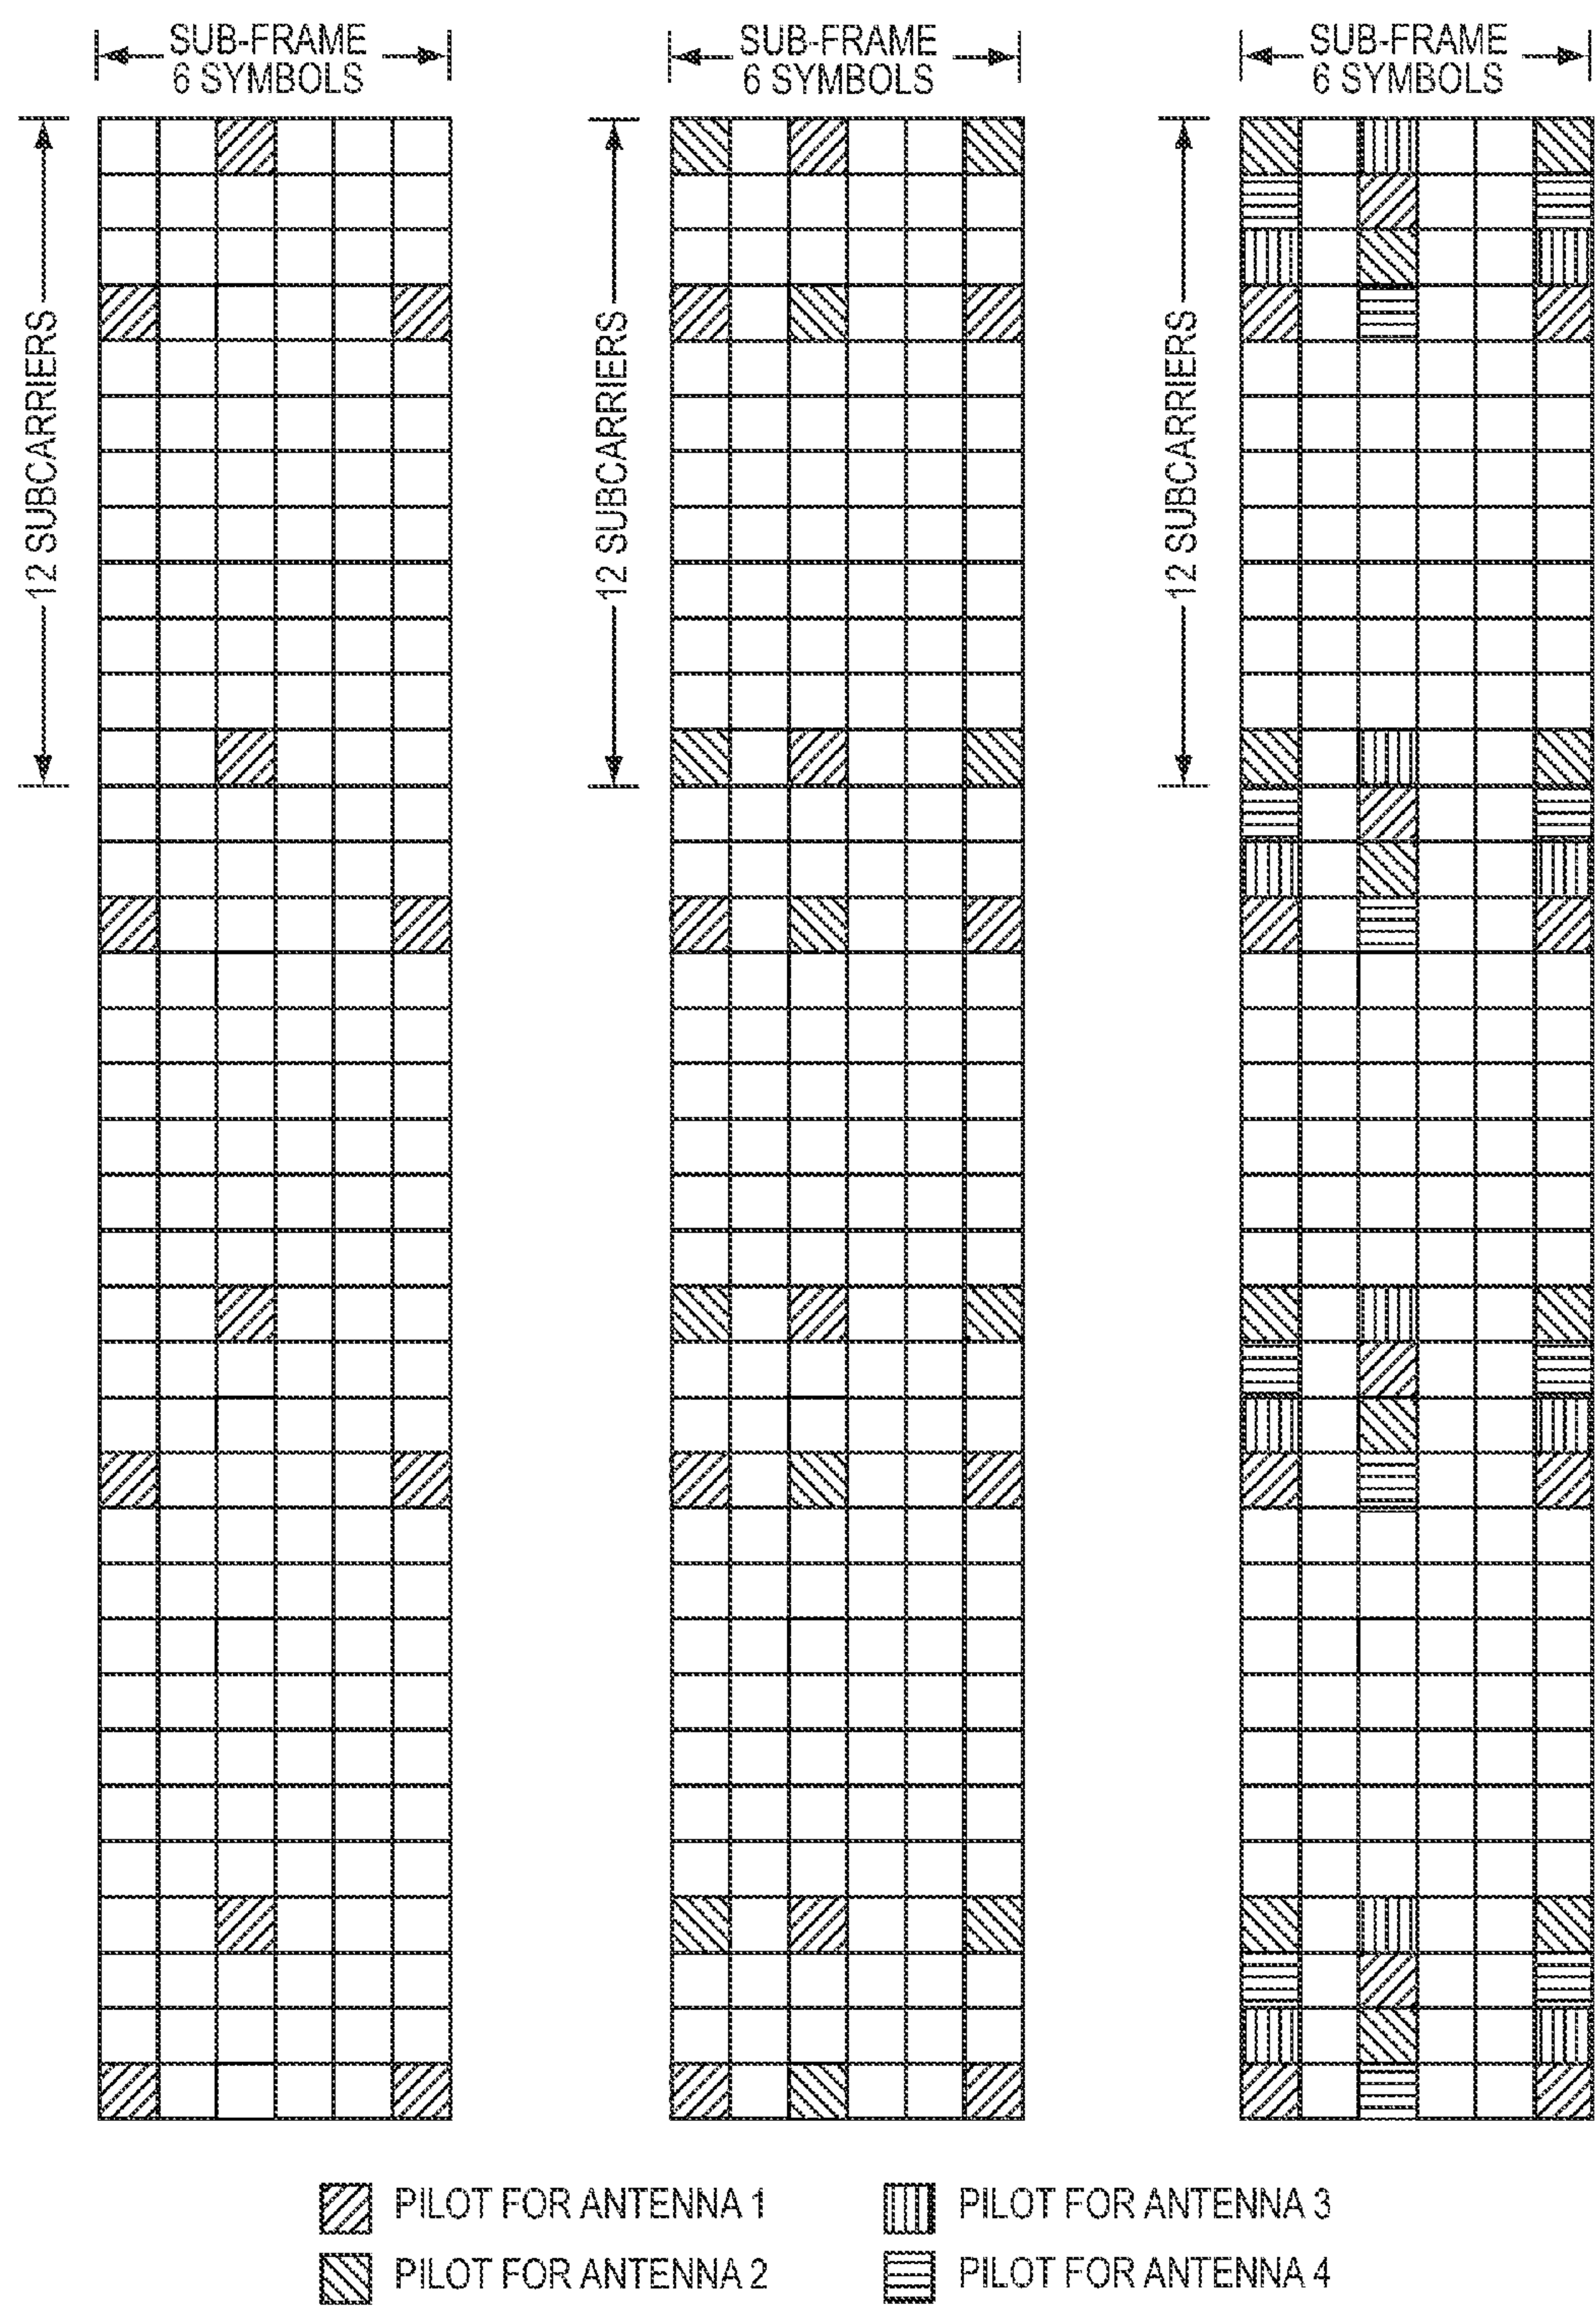 SUB-FRAME
6 SYMBOLS
SUB-FRAME
6 SYMBOLS
SUB-FRAME
6 SYMBOLS
12 SUBCARRIERS
12 SUBCARRIERS
12 SUBCARRIERS
PILOT FOR ANTENNA 1
PILOT FOR ANTENNA 3
PILOT FOR ANTENNA 2
PILOT FOR ANTENNA 4